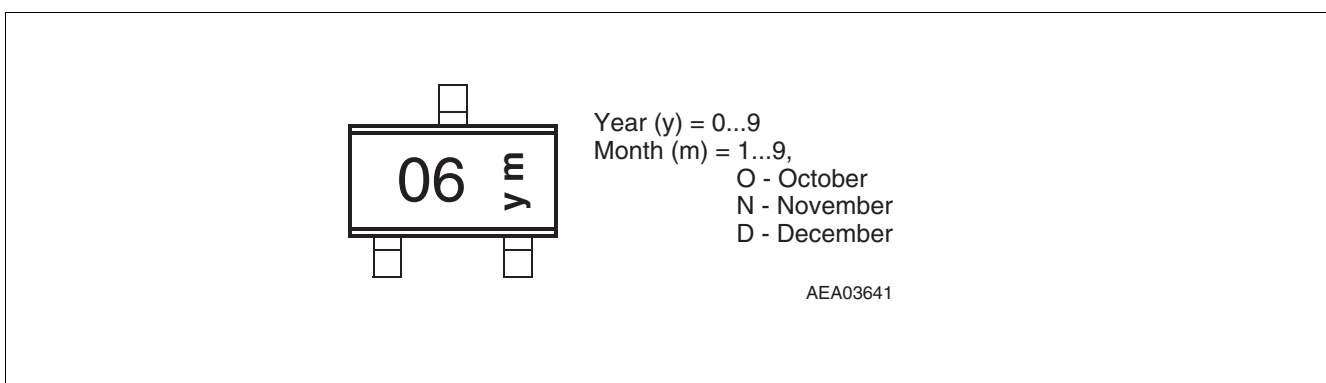 06
y m
Year (y) = 0...9
Month (m) = 1...9,
O - October
N - November
D - December
AEA03641